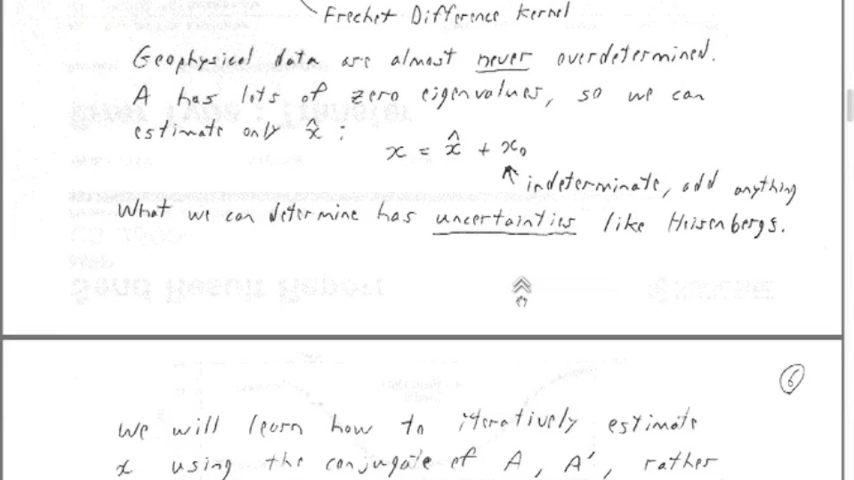 Frechet Difference Kernel
Geophysical data are almost never overdetermined.
A has lots of zero eigenvalues, so we can
estimate only x̂ :
x = x̂ + x₀
indeterminate, add anything
What we can determine has uncertainties like Heisenbergs.
6
We will learn how to iteratively estimate
x using the conjugate of A, A', rather